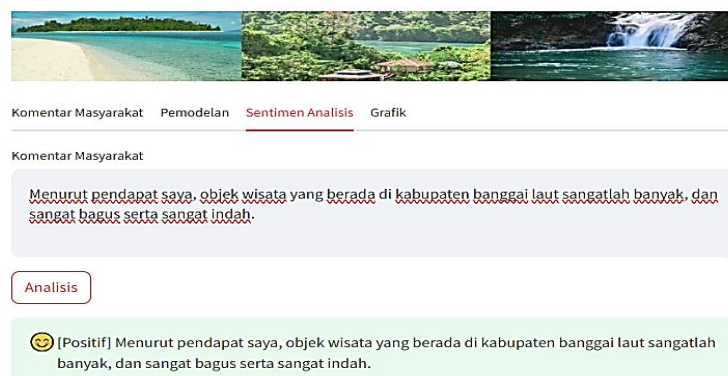 Komentar Masyarakat Pemodelan Sentimen Analisis Grafik
Komentar Masyarakat
Menurut pendapat saya, objek wisata yang berada di kabupaten banggai laut sangatlah banyak, dan
sangat bagus serta sangat indah.
Analisis
[Positif] Menurut pendapat saya, objek wisata yang berada di kabupaten banggai laut sangatlah
banyak, dan sangat bagus serta sangat indah.